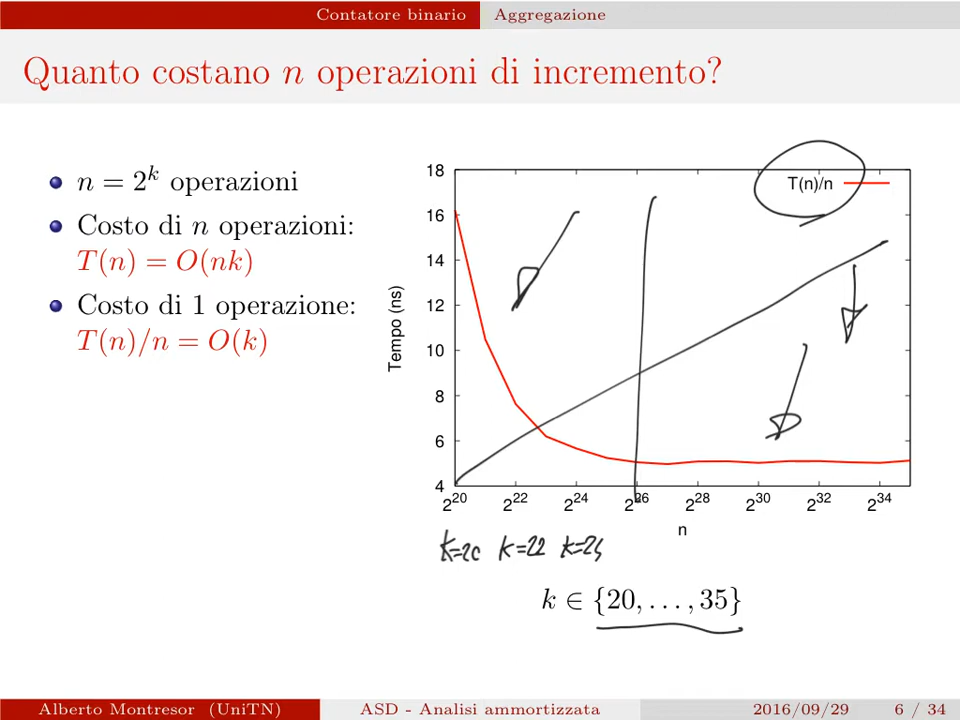 Contatore binario Aggregazione
Quanto costano n operazioni di incremento?
n = 2^k operazioni
Costo di n operazioni:
T(n) = O(nk)
Costo di 1 operazione:
T(n)/n = O(k)
T(n)/n
Tempo (ns)
18
16
14
12
10
8
6
4
2^20 2^22 2^24 2^26 2^28 2^30 2^32 2^34
n
k=20 k=22 k=24
k ∈ {20, . . . , 35}
Alberto Montresor (UniTN) ASD - Analisi ammortizzata 2016/09/29 6 / 34